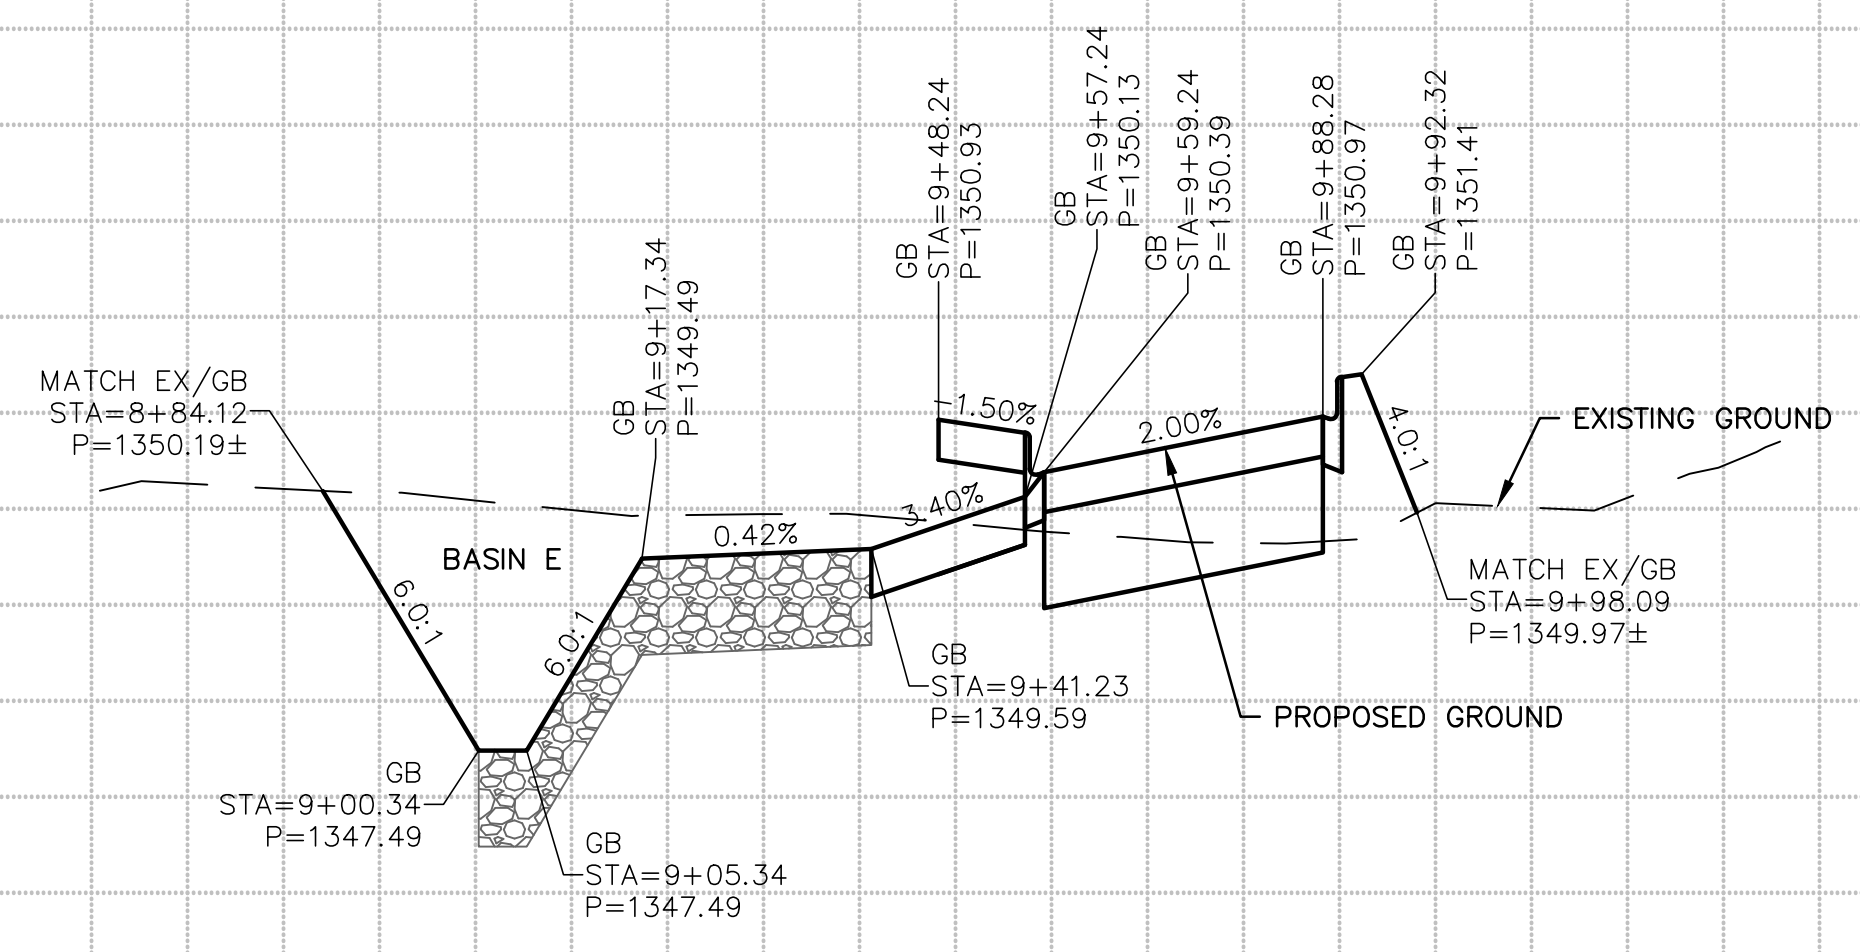 GB
STA=9+48.24
P=1350.93
GB
STA=9+57.24
P=1350.13
GB
STA=9+59.24
P=1350.39
GB
STA=9+88.28
P=1350.97
GB
STA=9+92.32
P=1351.41
GB
STA=9+17.34
P=1349.49
MATCH EX/GB
STA=8+84.12
P=1350.19±
-1.50%
2.00%
4.0:1
EXISTING GROUND
3.40%
0.42%
BASIN E
6.0:1
6.0:1
MATCH EX/GB
STA=9+98.09
P=1349.97±
GB
STA=9+41.23
P=1349.59
PROPOSED GROUND
GB
STA=9+00.34
P=1347.49
GB
STA=9+05.34
P=1347.49